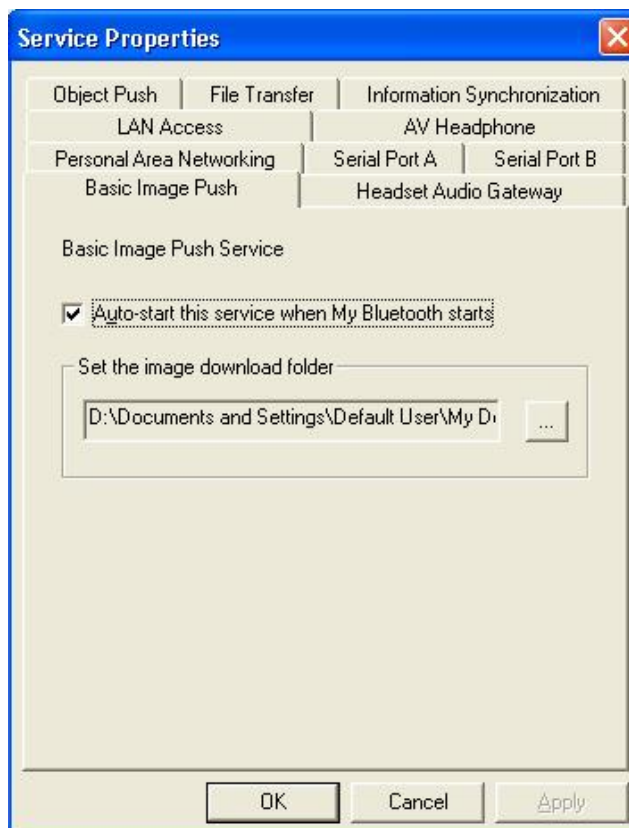 Service Properties
Object Push File Transfer Information Synchronization
LAN Access AV Headphone
Personal Area Networking Serial Port A Serial Port B
Basic Image Push Headset Audio Gateway
Basic Image Push Service
Auto-start this service when My Bluetooth starts
Set the image download folder
D:\Documents and Settings\Default User\My D ...
OK Cancel Apply